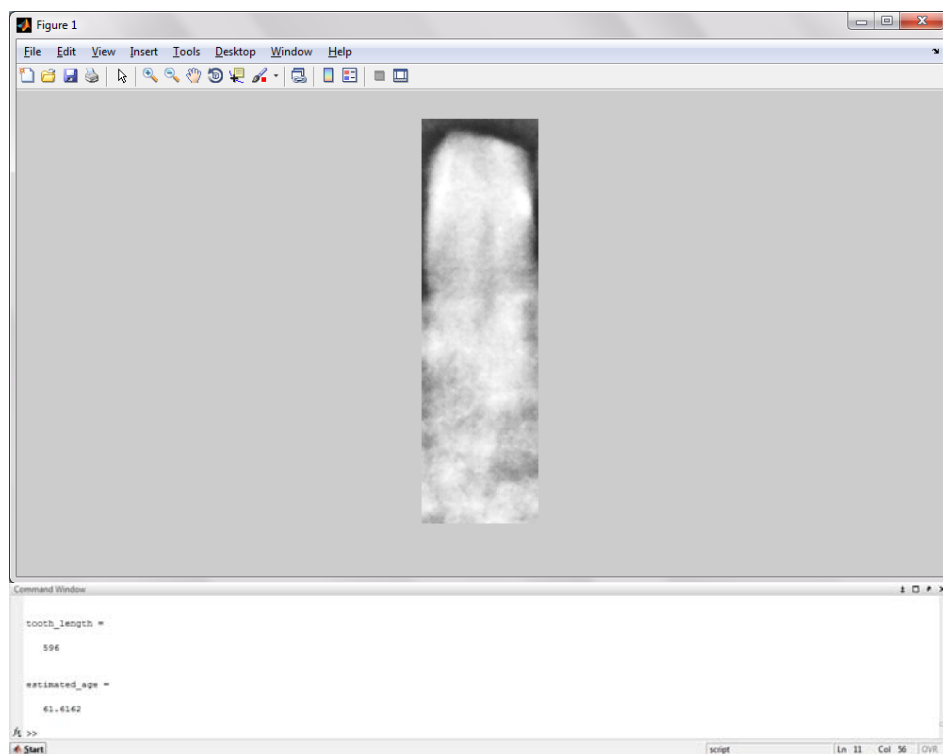 Figure 1
File Edit View Insert Tools Desktop Window Help
Command Window
tooth_length =
596
estimated_age =
61.6162
fx >>
Start script Ln 11 Col 56 OVR